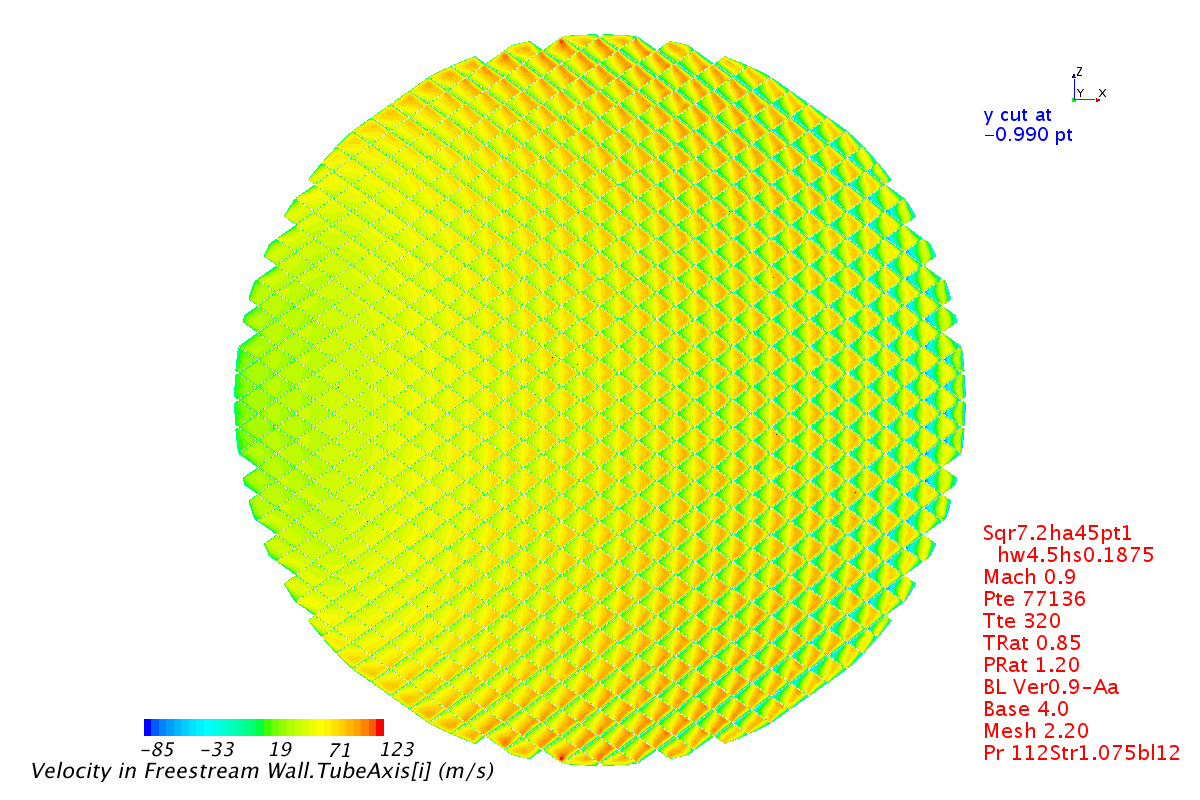 Z
Y X
y cut at
−0.990 pt
Sqr7.2ha45pt1
hw4.5hs0.1875
Mach 0.9
Pte 77136
Tte 320
TRat 0.85
PRat 1.20
BL Ver0.9−Aa
Base 4.0
Mesh 2.20
Pr 112Str1.075bl12
−85 −33 19 71 123
Velocity in Freestream Wall.TubeAxis[i] (m/s)